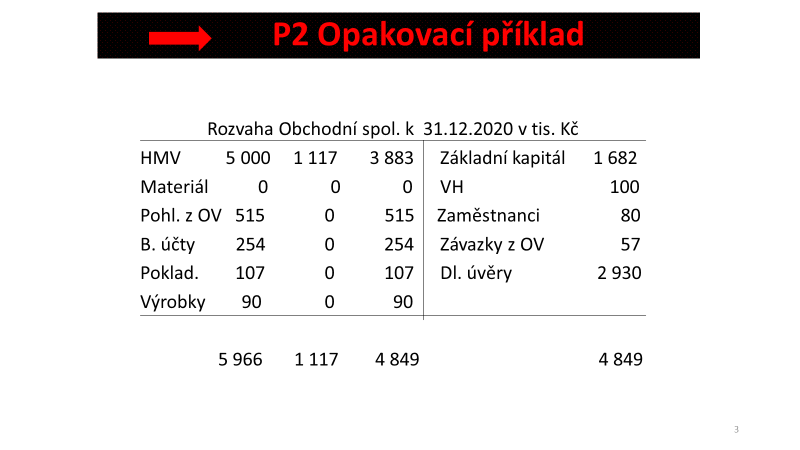 P2 Opakovací příklad
Rozvaha Obchodní spol. k 31.12.2020 v tis. Kč
HMV 5 000 1 117 3 883 Základní kapitál 1 682
Materiál 0 0 0 VH 100
Pohl. z OV 515 0 515 Zaměstnanci 80
B. účty 254 0 254 Závazky z OV 57
Poklad. 107 0 107 Dl. úvěry 2 930
Výrobky 90 0 90
5 966 1 117 4 849 4 849
3